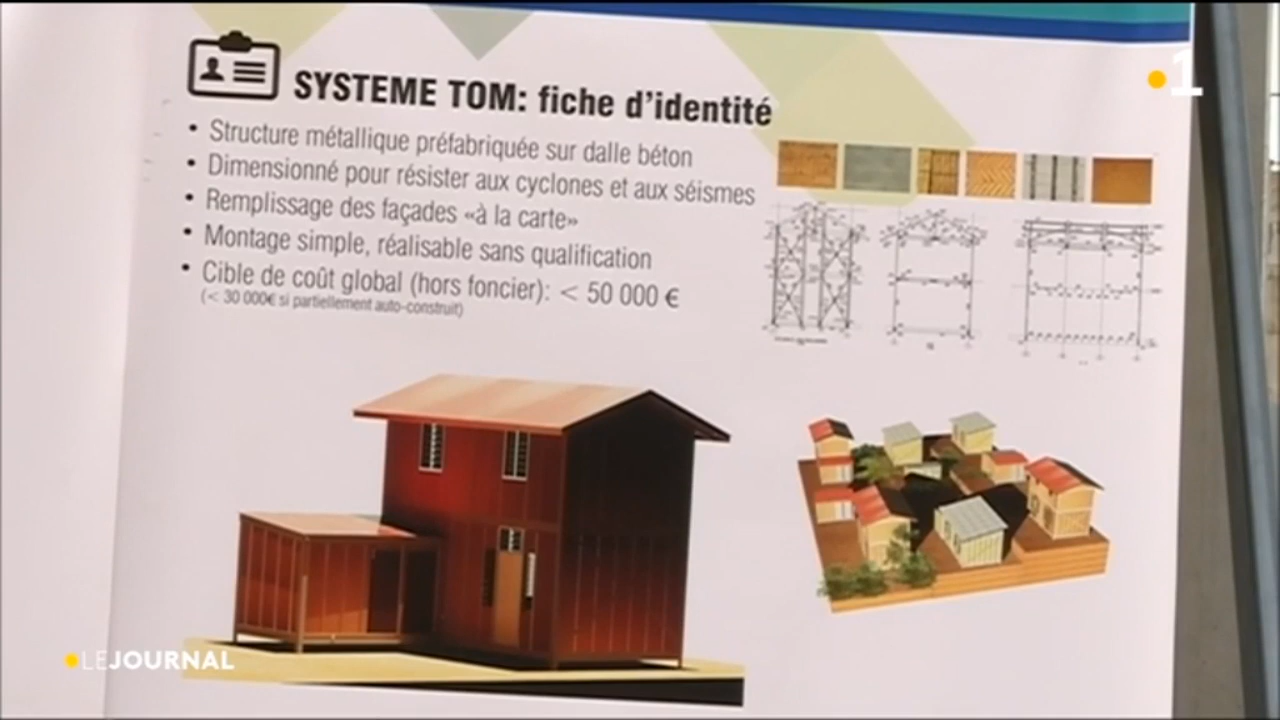 1
SYSTEME TOM: fiche d'identité
• Structure métallique préfabriquée sur dalle béton
• Dimensionné pour résister aux cyclones et aux séismes
• Remplissage des façades «à la carte»
• Montage simple, réalisable sans qualification
• Cible de coût global (hors foncier): < 50 000 €
(< 30 000€ si partiellement auto-construit)
LEJOURNAL